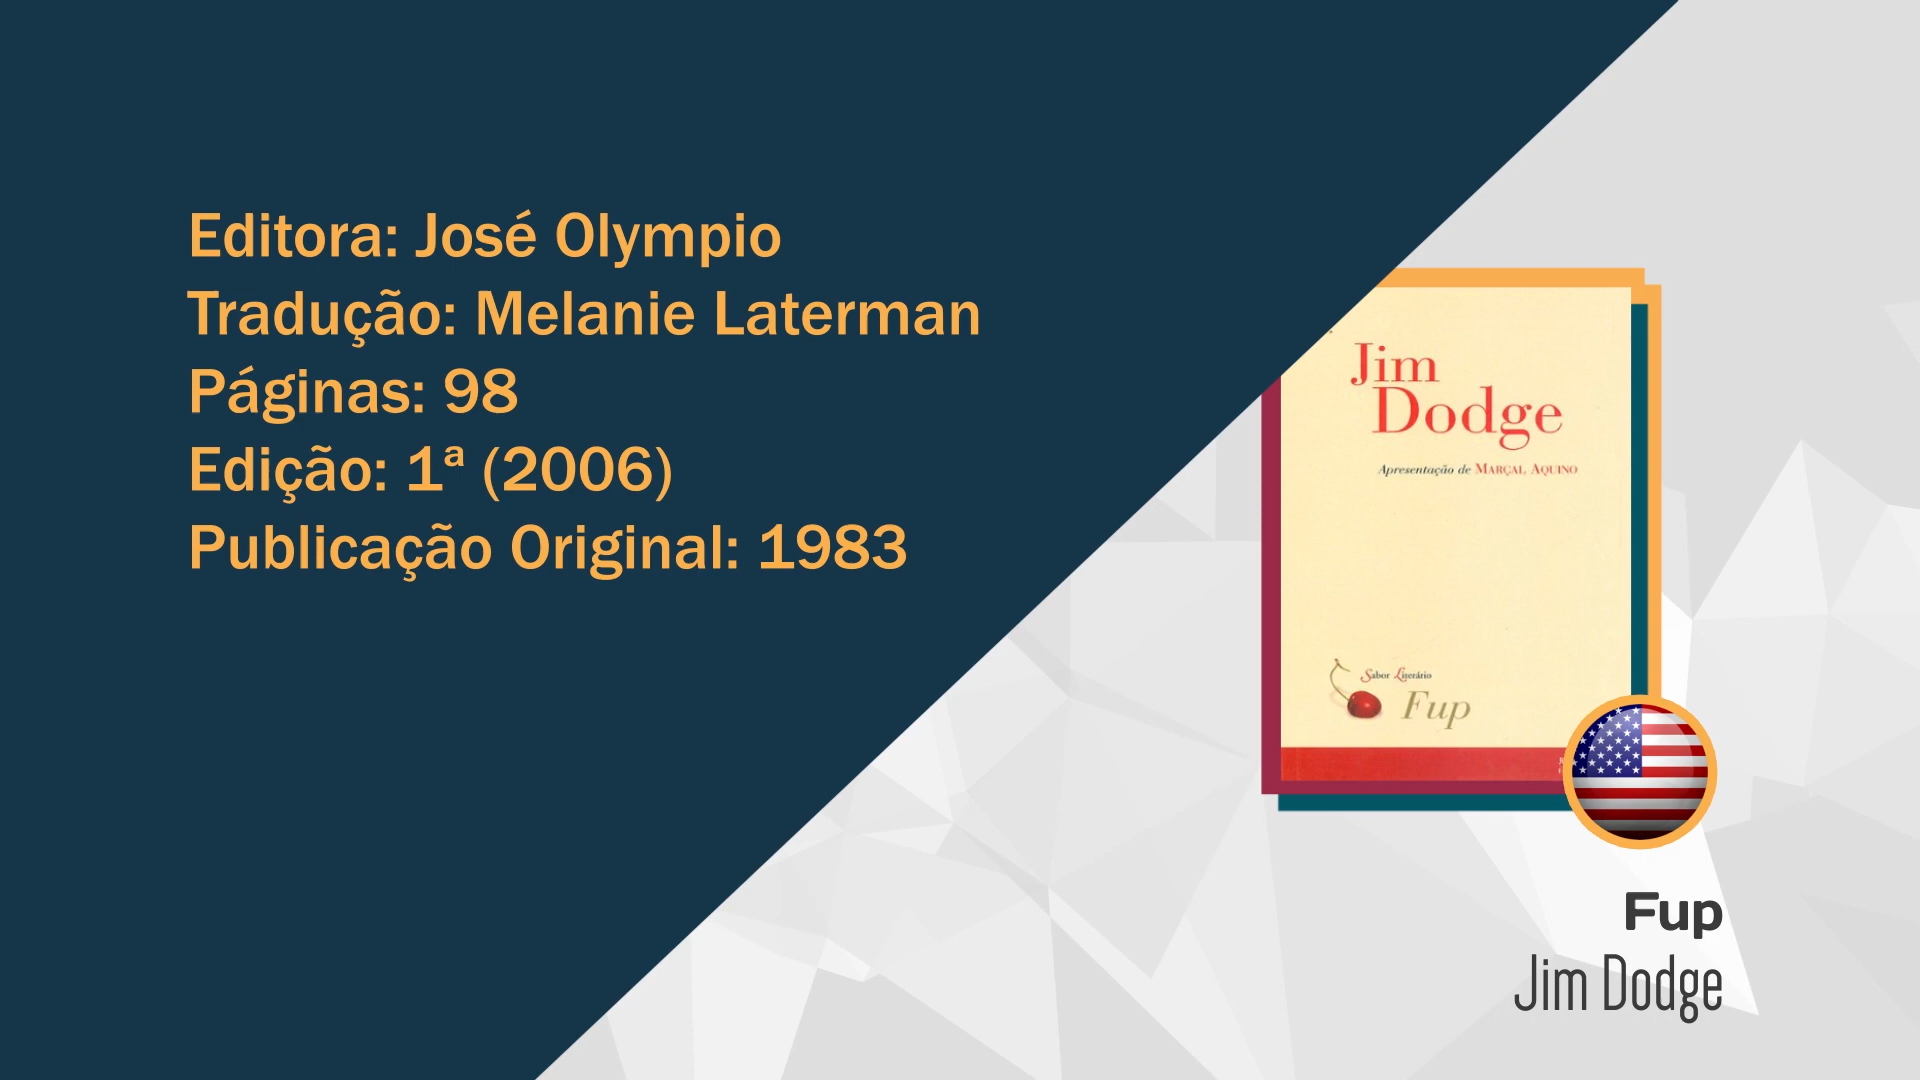 Editora: José Olympio
Tradução: Melanie Laterman
Páginas: 98
Edição: 1ª (2006)
Publicação Original: 1983
Jim
Dodge
Apresentação de MARÇAL AQUINO
Sabor Literário
Fup
Fup
Jim Dodge